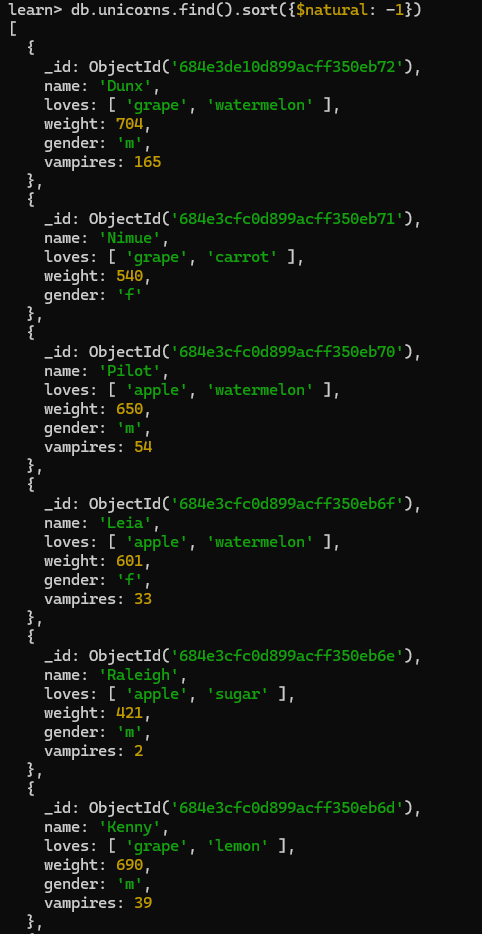 learn> db.unicorns.find().sort({$natural: -1})
[
  {
    _id: ObjectId('684e3de10d899acff350eb72'),
    name: 'Dunx',
    loves: [ 'grape', 'watermelon' ],
    weight: 704,
    gender: 'm',
    vampires: 165
  },
  {
    _id: ObjectId('684e3cfc0d899acff350eb71'),
    name: 'Nimue',
    loves: [ 'grape', 'carrot' ],
    weight: 540,
    gender: 'f'
  },
  {
    _id: ObjectId('684e3cfc0d899acff350eb70'),
    name: 'Pilot',
    loves: [ 'apple', 'watermelon' ],
    weight: 650,
    gender: 'm',
    vampires: 54
  },
  {
    _id: ObjectId('684e3cfc0d899acff350eb6f'),
    name: 'Leia',
    loves: [ 'apple', 'watermelon' ],
    weight: 601,
    gender: 'f',
    vampires: 33
  },
  {
    _id: ObjectId('684e3cfc0d899acff350eb6e'),
    name: 'Raleigh',
    loves: [ 'apple', 'sugar' ],
    weight: 421,
    gender: 'm',
    vampires: 2
  },
  {
    _id: ObjectId('684e3cfc0d899acff350eb6d'),
    name: 'Kenny',
    loves: [ 'grape', 'lemon' ],
    weight: 690,
    gender: 'm',
    vampires: 39
  },